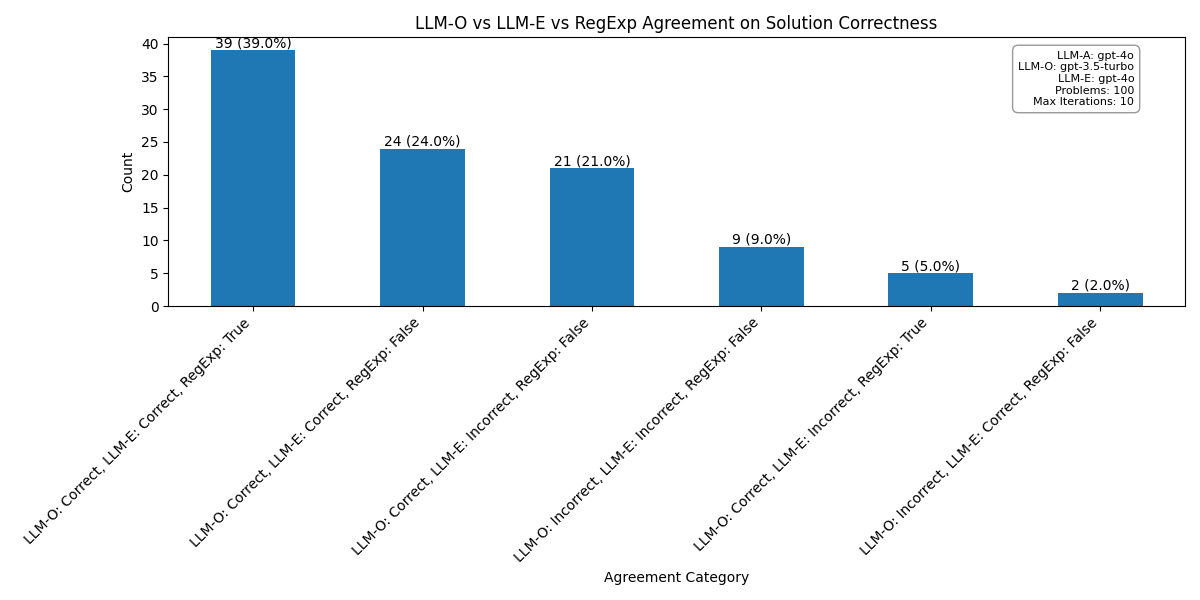 LLM-O vs LLM-E vs RegExp Agreement on Solution Correctness
LLM-A: gpt-4o
LLM-O: gpt-3.5-turbo
LLM-E: gpt-4o
Problems: 100
Max Iterations: 10
Count
40
35
30
25
20
15
10
5
0
39 (39.0%)
24 (24.0%)
21 (21.0%)
9 (9.0%)
5 (5.0%)
2 (2.0%)
LLM-O: Correct, LLM-E: Correct, RegExp: True
LLM-O: Correct, LLM-E: Correct, RegExp: False
LLM-O: Correct, LLM-E: Incorrect, RegExp: False
LLM-O: Incorrect, LLM-E: Incorrect, RegExp: False
LLM-O: Correct, LLM-E: Incorrect, RegExp: True
LLM-O: Incorrect, LLM-E: Correct, RegExp: False
Agreement Category